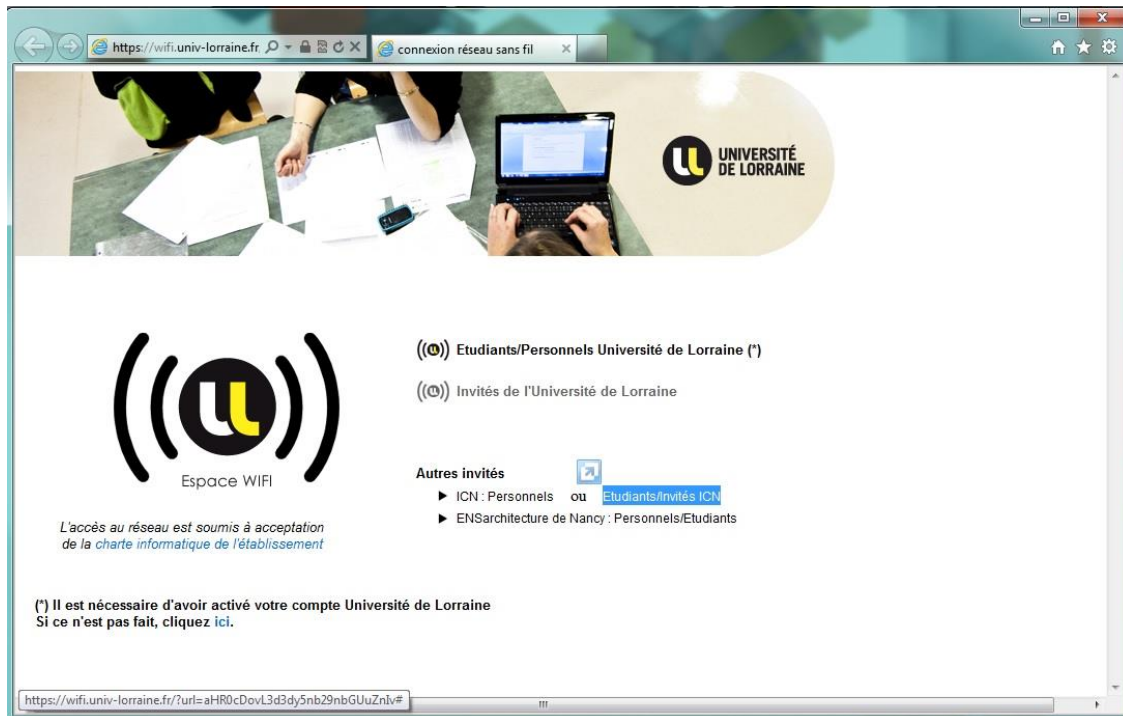 https://wifi.univ-lorraine.fr
connexion réseau sans fil
UNIVERSITÉ
DE LORRAINE
((u)) Etudiants/Personnels Université de Lorraine (*)
((u)) Invités de l'Université de Lorraine
Espace WIFI
Autres invités
► ICN : Personnels ou Etudiants/Invités ICN
► ENSarchitecture de Nancy : Personnels/Etudiants
L'accès au réseau est soumis à acceptation
de la charte informatique de l'établissement
(*) Il est nécessaire d'avoir activé votre compte Université de Lorraine
Si ce n'est pas fait, cliquez ici.
https://wifi.univ-lorraine.fr/?url=aHR0cDovL3d3dy5nb29nbGUuZnIv#